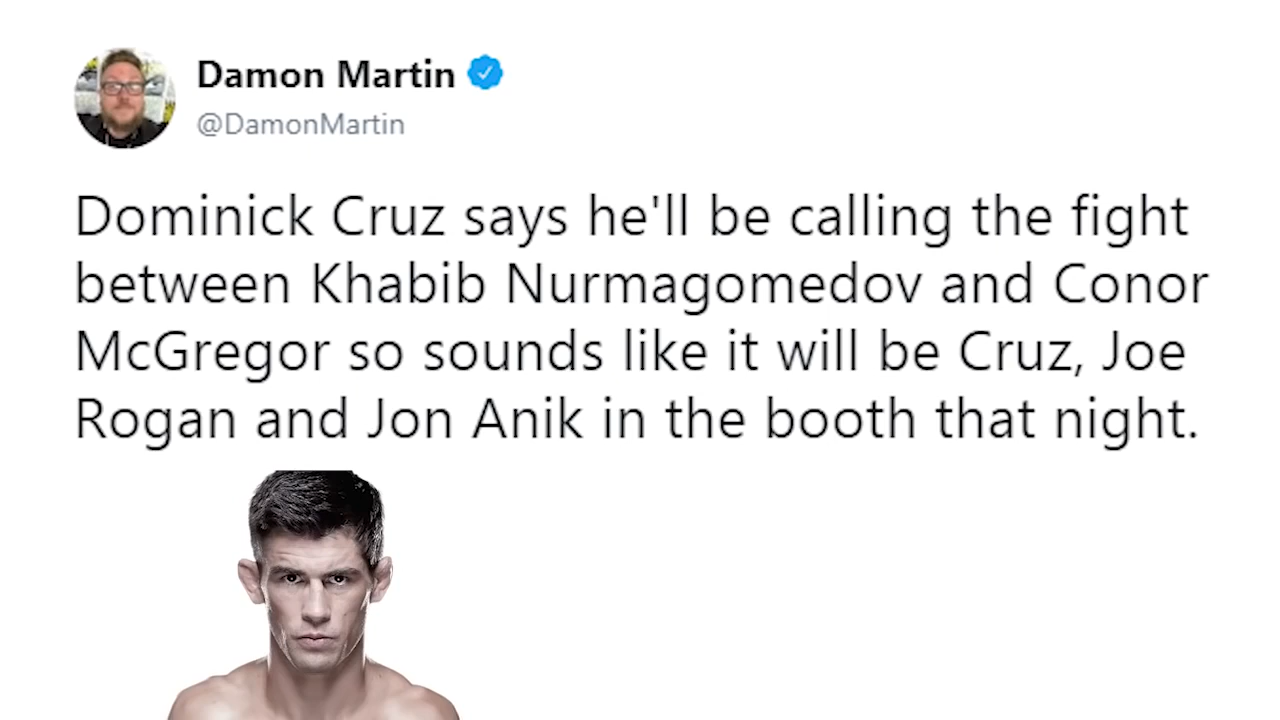 Damon Martin
@DamonMartin
Dominick Cruz says he'll be calling the fight
between Khabib Nurmagomedov and Conor
McGregor so sounds like it will be Cruz, Joe
Rogan and Jon Anik in the booth that night.